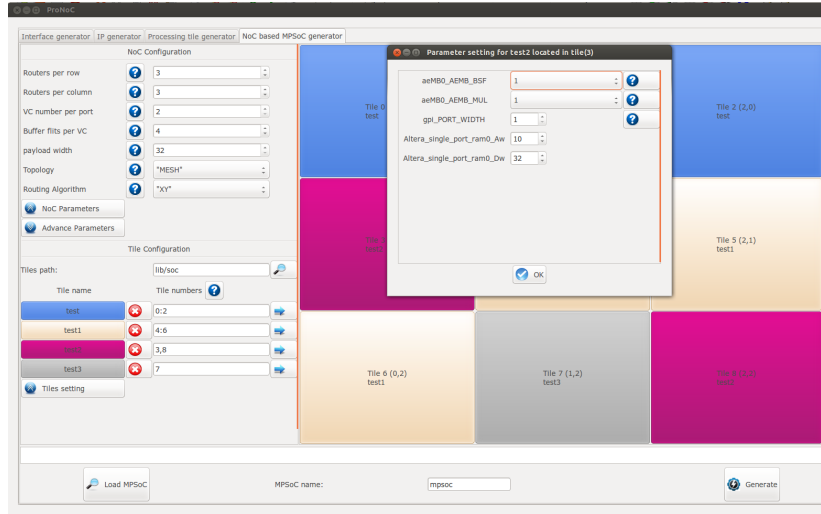 ProNoC
Interface generator IP generator Processing tile generator NoC based MPSoC generator
NoC Configuration
Routers per row 3
Routers per column 3
VC number per port 2
Buffer flits per VC 4
payload width 32
Topology "MESH"
Routing Algorithm "XY"
NoC Parameters
Advance Parameters
Tile Configuration
Tiles path: lib/soc
Tile name Tile numbers
test 0:2
test1 4:6
test2 3,8
test3 7
Tiles setting
Parameter setting for test2 located in tile(3)
aeMB0_AEMB_BSF 1
aeMB0_AEMB_MUL 1
gpi_PORT_WIDTH 1
Altera_single_port_ram0_Aw 10
Altera_single_port_ram0_Dw 32
OK
Tile 0
test
Tile 2 (2,0)
test
Tile 5 (2,1)
test1
Tile 6 (0,2)
test1
Tile 7 (1,2)
test3
Tile 8 (2,2)
test2
Load MPSoC
MPSoC name: mpsoc
Generate